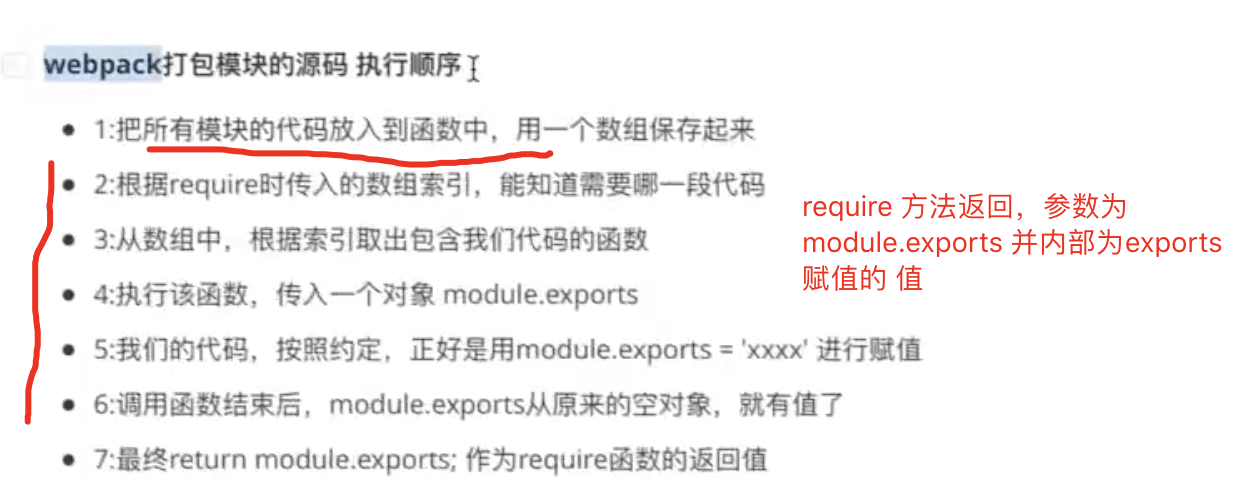 webpack打包模块的源码 执行顺序
1:把所有模块的代码放入到函数中，用一个数组保存起来
2:根据require时传入的数组索引，能知道需要哪一段代码
3:从数组中，根据索引取出包含我们代码的函数
4:执行该函数，传入一个对象 module.exports
5:我们的代码，按照约定，正好是用module.exports = 'xxxx' 进行赋值
6:调用函数结束后，module.exports从原来的空对象，就有值了
7:最终return module.exports; 作为require函数的返回值
require 方法返回，参数为
module.exports 并内部为exports
赋值的 值